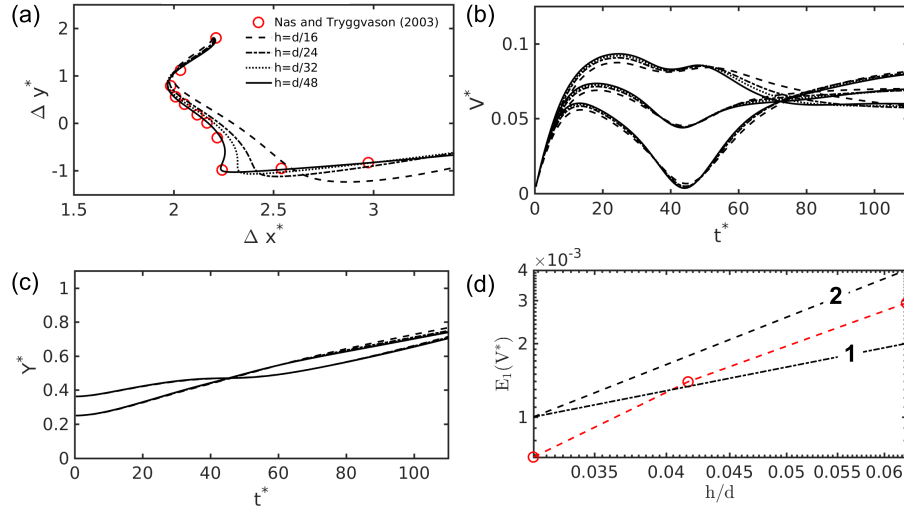 (a)
2
1
0
-1
Δ y*
1.5
2
2.5
3
Δ x*
Nas and Tryggvason (2003)
h=d/16
h=d/24
h=d/32
h=d/48
(b)
0.1
0.05
0
V*
0
20
40
60
80
100
t*
(c)
1
0.8
0.6
0.4
0.2
0
Y*
0
20
40
60
80
100
t*
(d)
×10⁻³
4
3
2
1
E₁(V*)
2
1
0.035
0.04
0.045
0.05
0.055
0.06
h/d